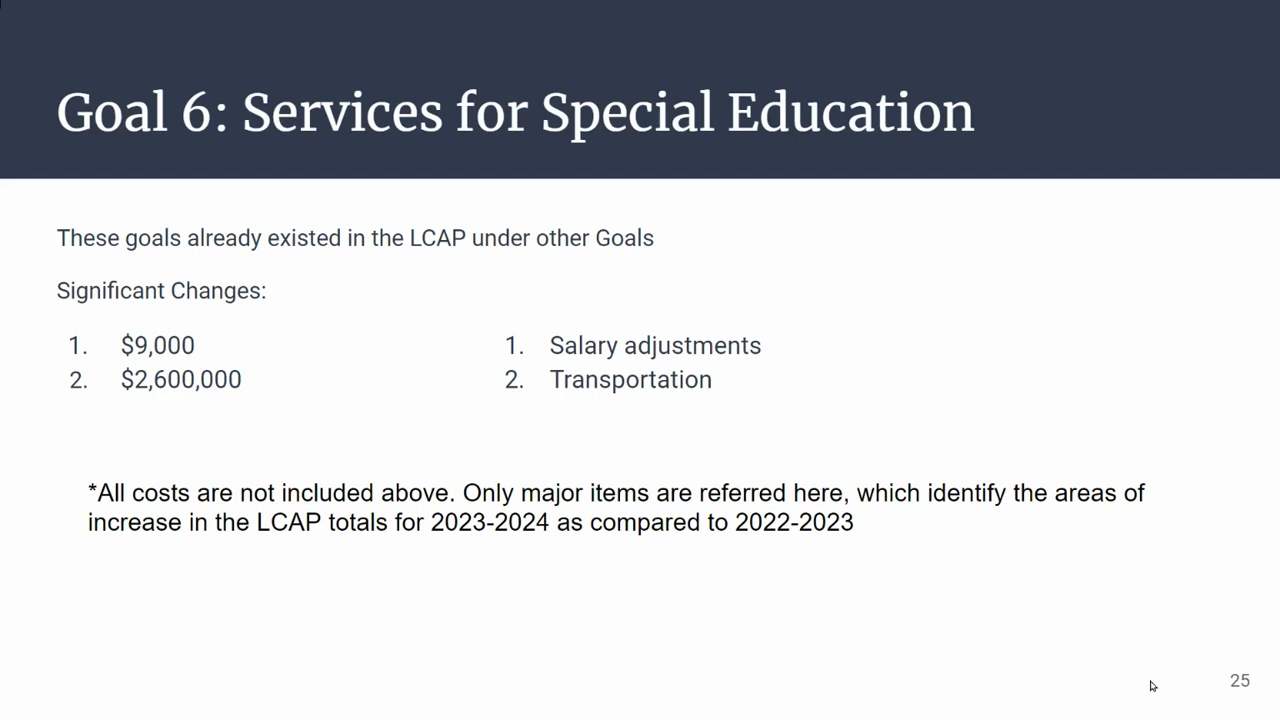 Goal 6: Services for Special Education
These goals already existed in the LCAP under other Goals
Significant Changes:
1. $9,000
2. $2,600,000
1. Salary adjustments
2. Transportation
*All costs are not included above. Only major items are referred here, which identify the areas of
increase in the LCAP totals for 2023-2024 as compared to 2022-2023
25